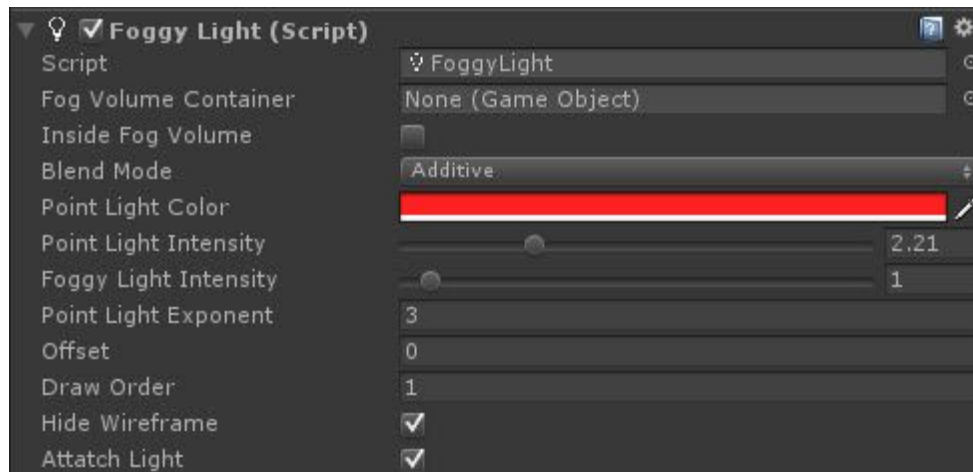 Foggy Light (Script)
Script FoggyLight
Fog Volume Container None (Game Object)
Inside Fog Volume
Blend Mode Additive
Point Light Color
Point Light Intensity 2.21
Foggy Light Intensity 1
Point Light Exponent 3
Offset 0
Draw Order 1
Hide Wireframe
Attatch Light